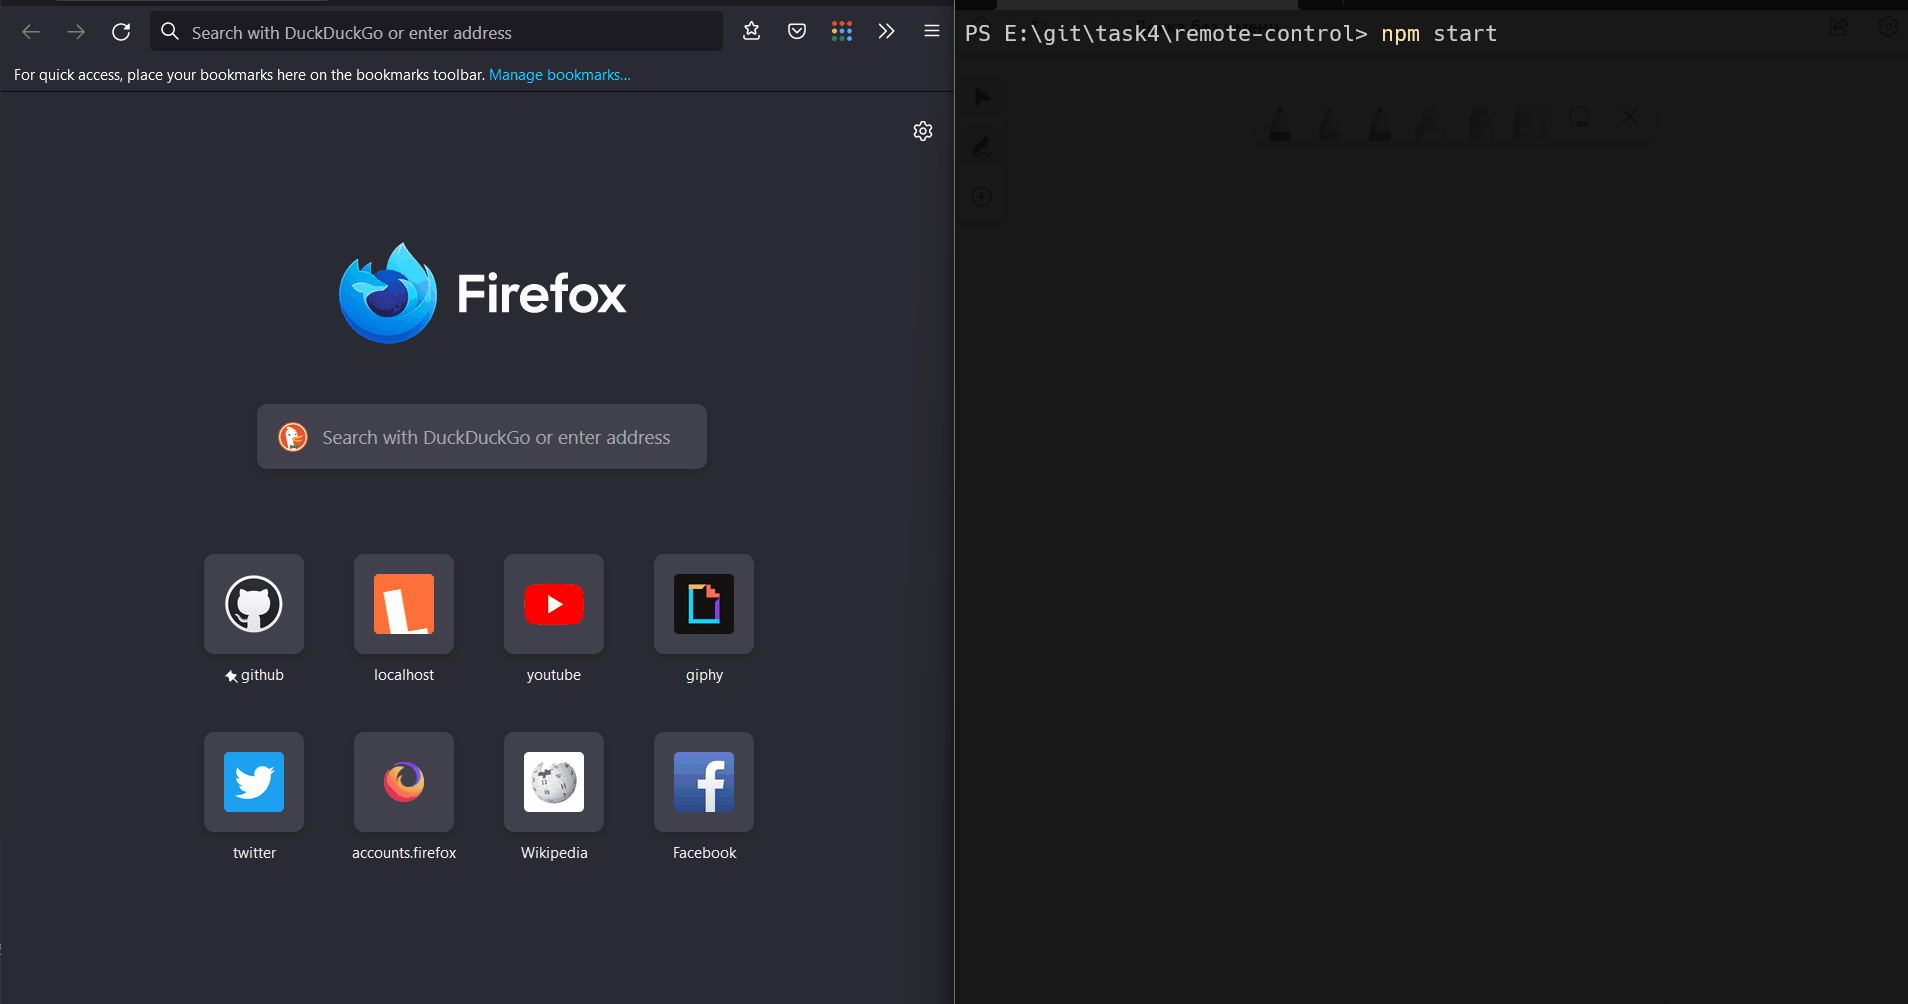 Search with DuckDuckGo or enter address
For quick access, place your bookmarks here on the bookmarks toolbar. Manage bookmarks...
Firefox
Search with DuckDuckGo or enter address
github
localhost
youtube
giphy
twitter
accounts.firefox
Wikipedia
Facebook
PS E:\git\task4\remote-control> npm start